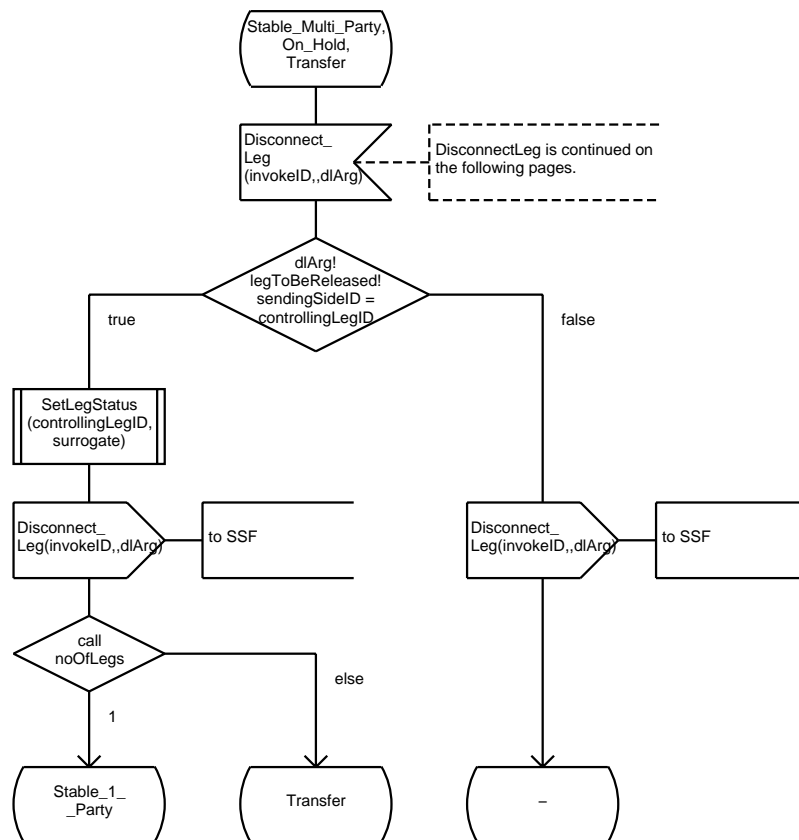 Stable_Multi_Party,
On_Hold,
Transfer
Disconnect_
Leg
(invokeID,,dlArg)
DisconnectLeg is continued on
the following pages.
dlArg!
legToBeReleased!
sendingSideID =
controllingLegID
true
false
SetLegStatus
(controllingLegID,
surrogate)
Disconnect_
Leg(invokeID,,dlArg)
to SSF
Disconnect_
Leg(invokeID,,dlArg)
to SSF
call
noOfLegs
else
1
Stable_1_
_Party
Transfer
–